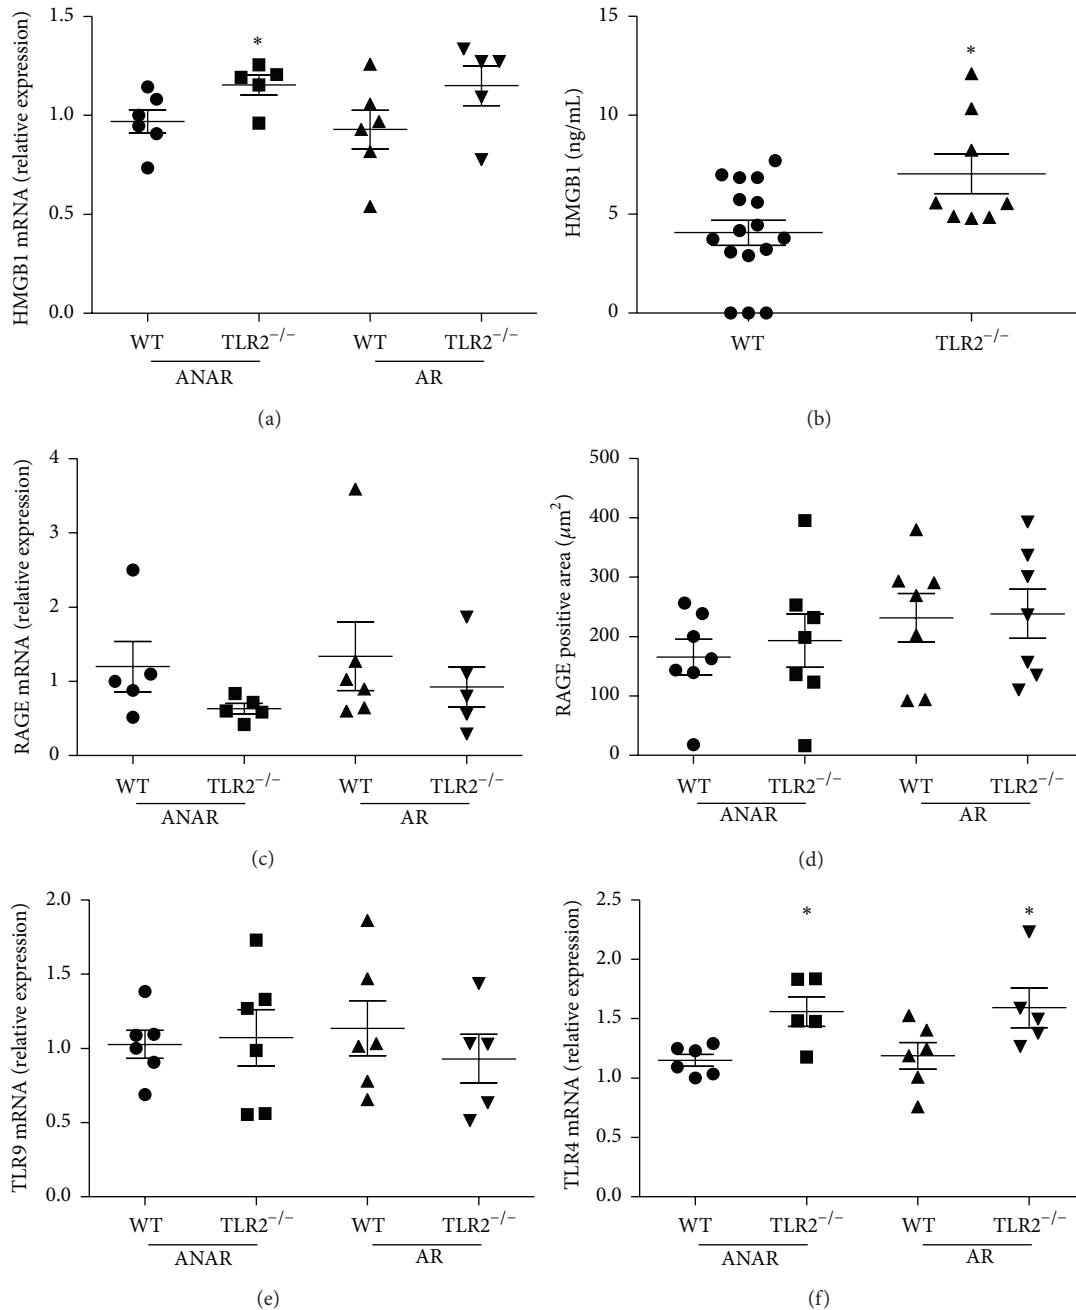 HMGB1 mRNA (relative expression)
1.5
1.0
0.5
0.0
*
WT
TLR2−/−
WT
TLR2−/−
ANAR
AR
(a)
HMGB1 (ng/mL)
15
10
5
0
*
WT
TLR2−/−
(b)
RAGE mRNA (relative expression)
4
3
2
1
0
WT
TLR2−/−
WT
TLR2−/−
ANAR
AR
(c)
RAGE positive area (μm²)
500
400
300
200
100
0
WT
TLR2−/−
WT
TLR2−/−
ANAR
AR
(d)
TLR9 mRNA (relative expression)
2.0
1.5
1.0
0.5
0.0
WT
TLR2−/−
WT
TLR2−/−
ANAR
AR
(e)
TLR4 mRNA (relative expression)
2.5
2.0
1.5
1.0
0.5
0.0
*
*
WT
TLR2−/−
WT
TLR2−/−
ANAR
AR
(f)